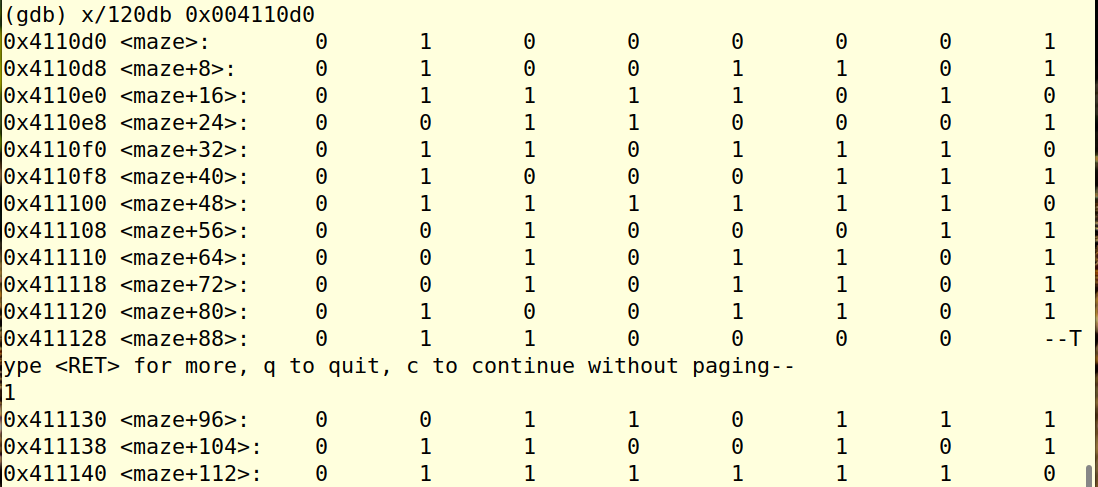 (gdb) x/120db 0x004110d0
0x4110d0 <maze>: 0 1 0 0 0 0 0 1
0x4110d8 <maze+8>: 0 1 0 0 1 1 0 1
0x4110e0 <maze+16>: 0 1 1 1 1 0 1 0
0x4110e8 <maze+24>: 0 0 1 1 0 0 0 1
0x4110f0 <maze+32>: 0 1 1 0 1 1 1 0
0x4110f8 <maze+40>: 0 1 0 0 1 1 1 1
0x411100 <maze+48>: 0 1 1 1 1 1 1 0
0x411108 <maze+56>: 0 0 1 0 0 0 1 1
0x411110 <maze+64>: 0 0 1 0 1 1 0 1
0x411118 <maze+72>: 0 0 1 0 1 1 0 1
0x411120 <maze+80>: 0 1 0 0 1 1 0 1
0x411128 <maze+88>: 0 1 1 0 0 0 0 --T
ype <RET> for more, q to quit, c to continue without paging--
1
0x411130 <maze+96>: 0 0 1 1 0 1 1 1
0x411138 <maze+104>: 0 1 1 0 0 1 0 1
0x411140 <maze+112>: 0 1 1 1 1 1 1 0